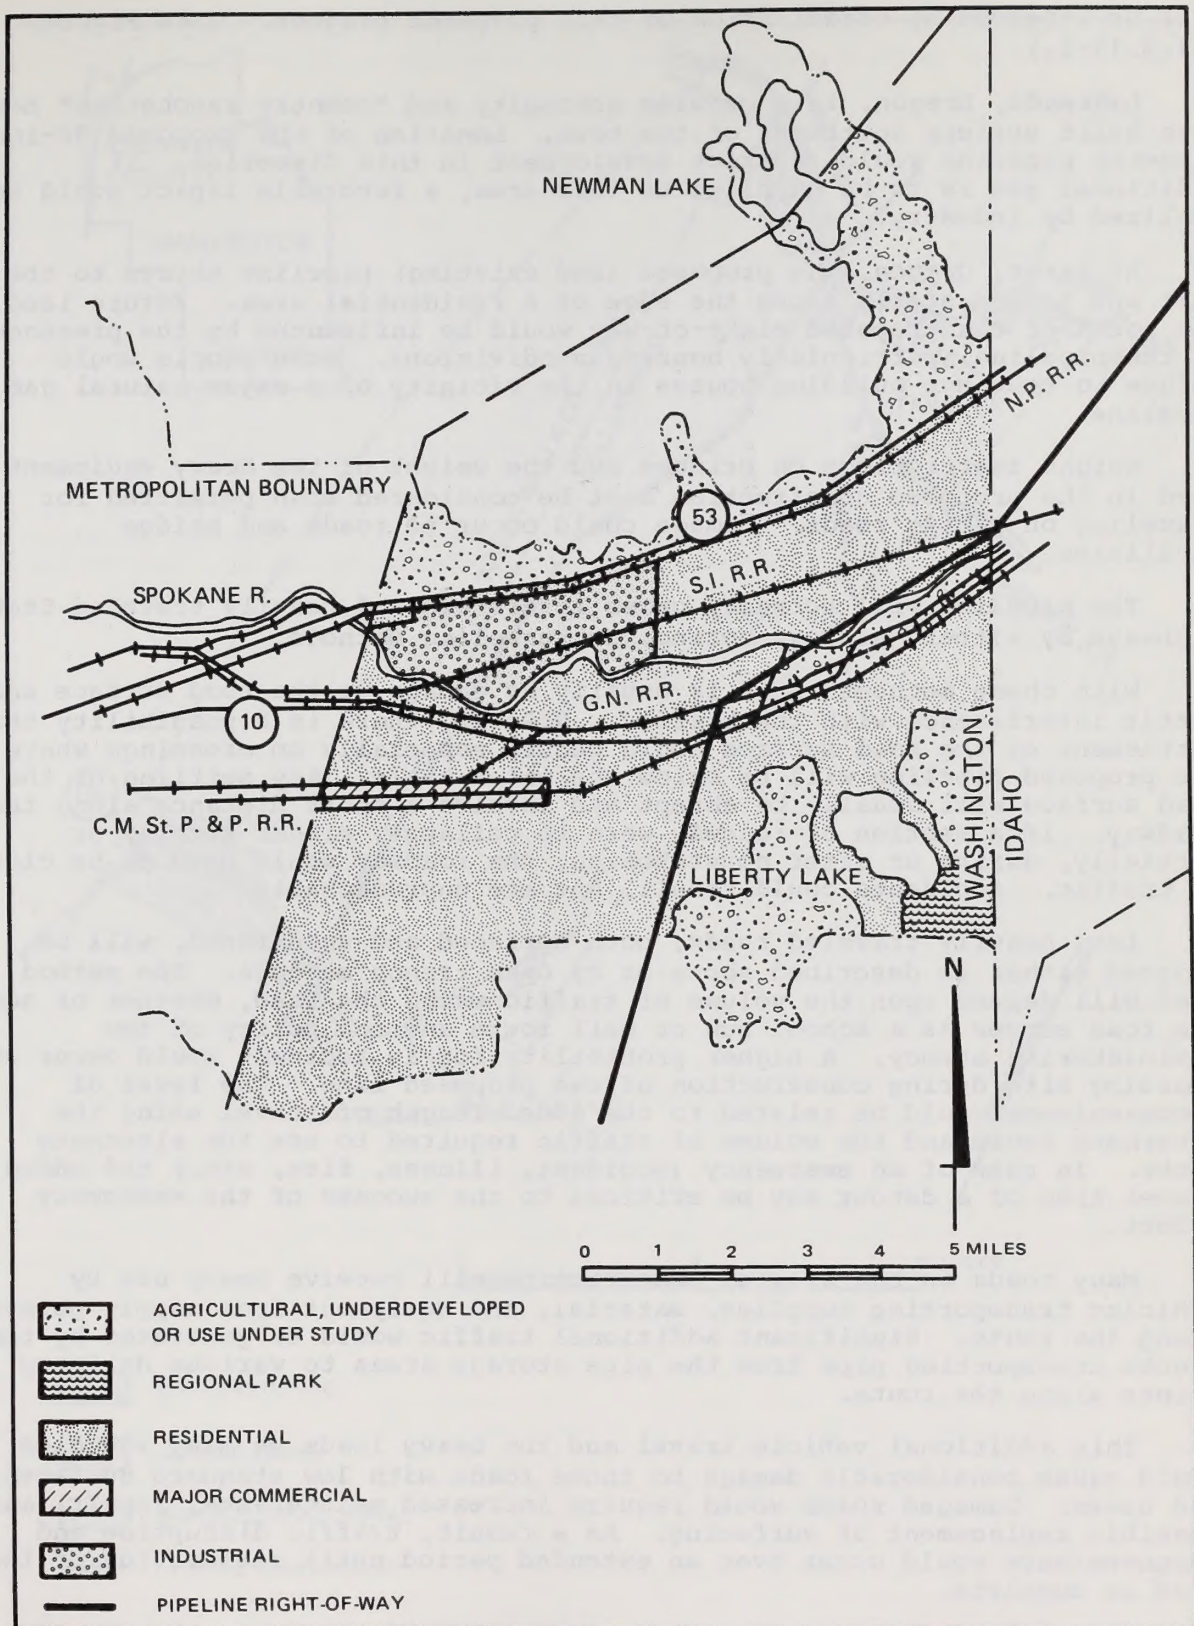 NEWMAN LAKE
N.P. R.R.
METROPOLITAN BOUNDARY
53
S.I. R.R.
SPOKANE R.
G.N. R.R.
10
WASHINGTON
IDAHO
C.M. St. P. & P. R.R.
LIBERTY LAKE
N
0 1 2 3 4 5 MILES
AGRICULTURAL, UNDERDEVELOPED
OR USE UNDER STUDY
REGIONAL PARK
RESIDENTIAL
MAJOR COMMERCIAL
INDUSTRIAL
PIPELINE RIGHT-OF-WAY